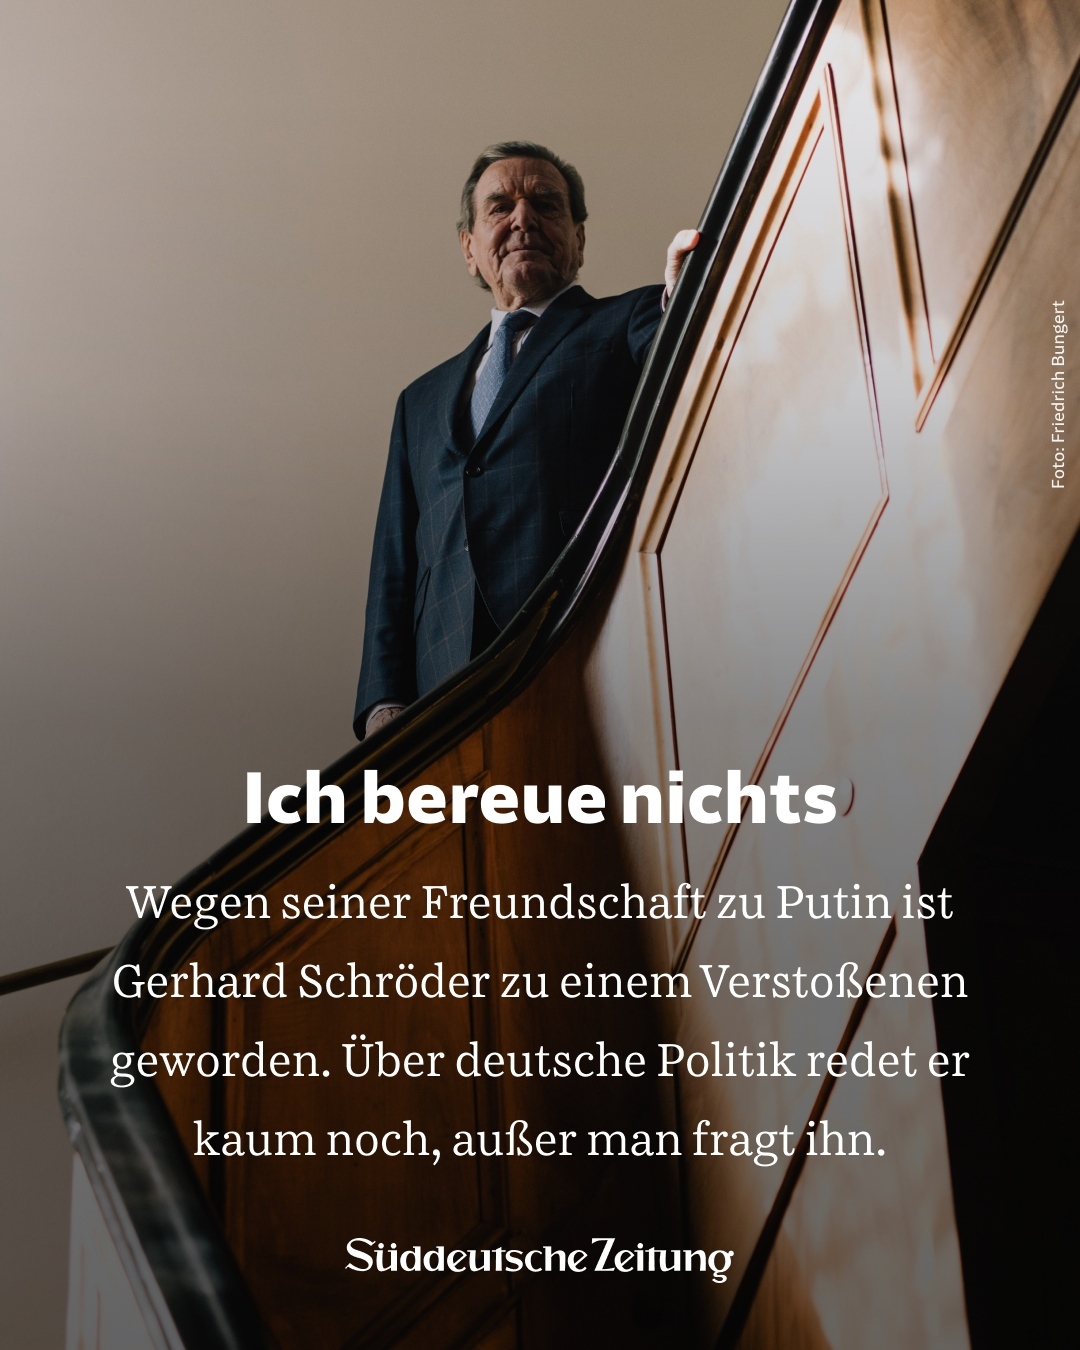 Foto: Friedrich Bungert
Ich bereue nichts
Wegen seiner Freundschaft zu Putin ist
Gerhard Schröder zu einem Verstoßenen
geworden. Über deutsche Politik redet er
kaum noch, außer man fragt ihn.
Süddeutsche Zeitung